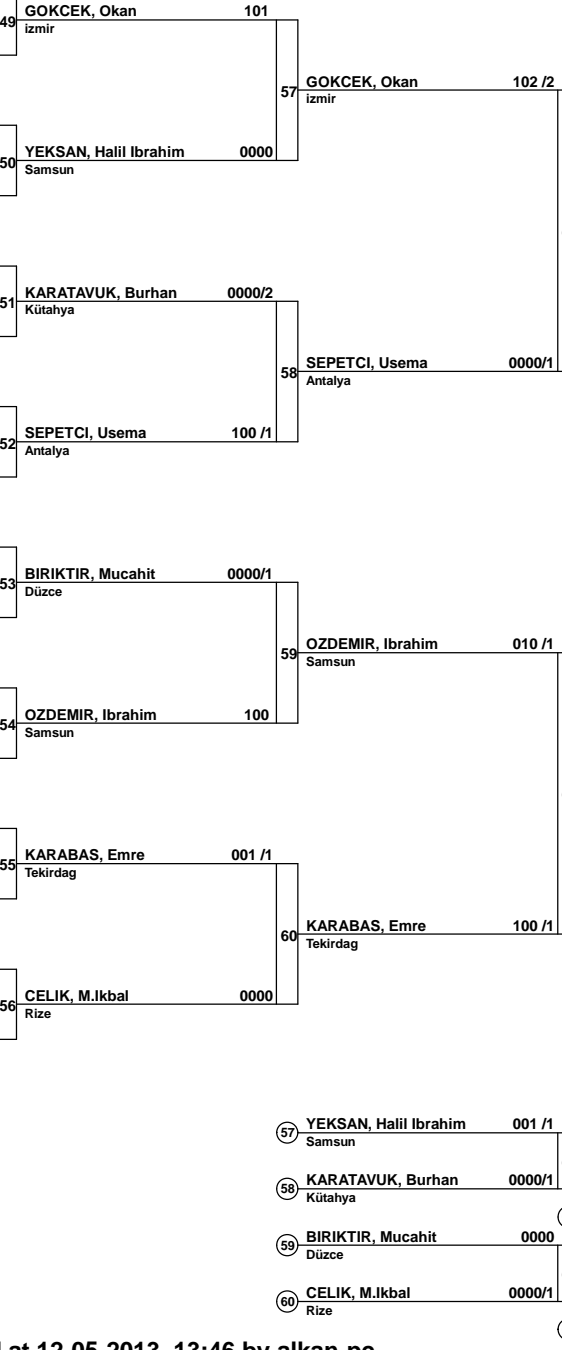 49 GOKCEK, Okan 101
izmir
57 GOKCEK, Okan 102 /2
izmir
50 YEKSAN, Halil Ibrahim 0000
Samsun
51 KARATAVUK, Burhan 0000/2
Kütahya
58 SEPETCI, Usema 0000/1
Antalya
52 SEPETCI, Usema 100 /1
Antalya
53 BIRIKTIR, Mucahit 0000/1
Düzce
59 OZDEMIR, Ibrahim 010 /1
Samsun
54 OZDEMIR, Ibrahim 100
Samsun
55 KARABAS, Emre 001 /1
Tekirdag
60 KARABAS, Emre 100 /1
Tekirdag
56 CELIK, M.Ikbal 0000
Rize
57 YEKSAN, Halil Ibrahim 001 /1
Samsun
58 KARATAVUK, Burhan 0000/1
Kütahya
59 BIRIKTIR, Mucahit 0000
Düzce
60 CELIK, M.Ikbal 0000/1
Rize
at 12-05-2013 13:46 by alkan-pc